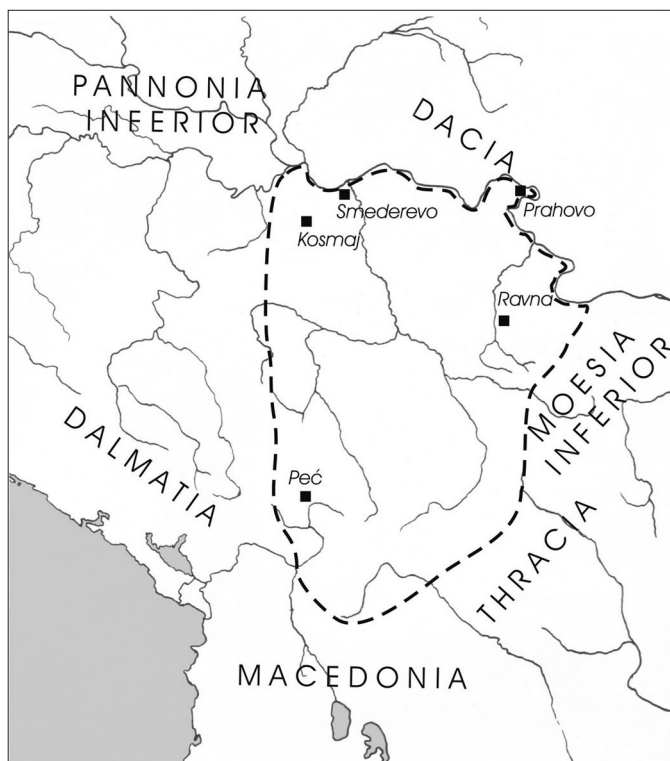 PANNONIA
INFERIOR
DACIA
Smederevo
Prahovo
Kosmaj
Ravna
MOESIA
INFERIOR
DALMATIA
Peć
THRACIA
MACEDONIA